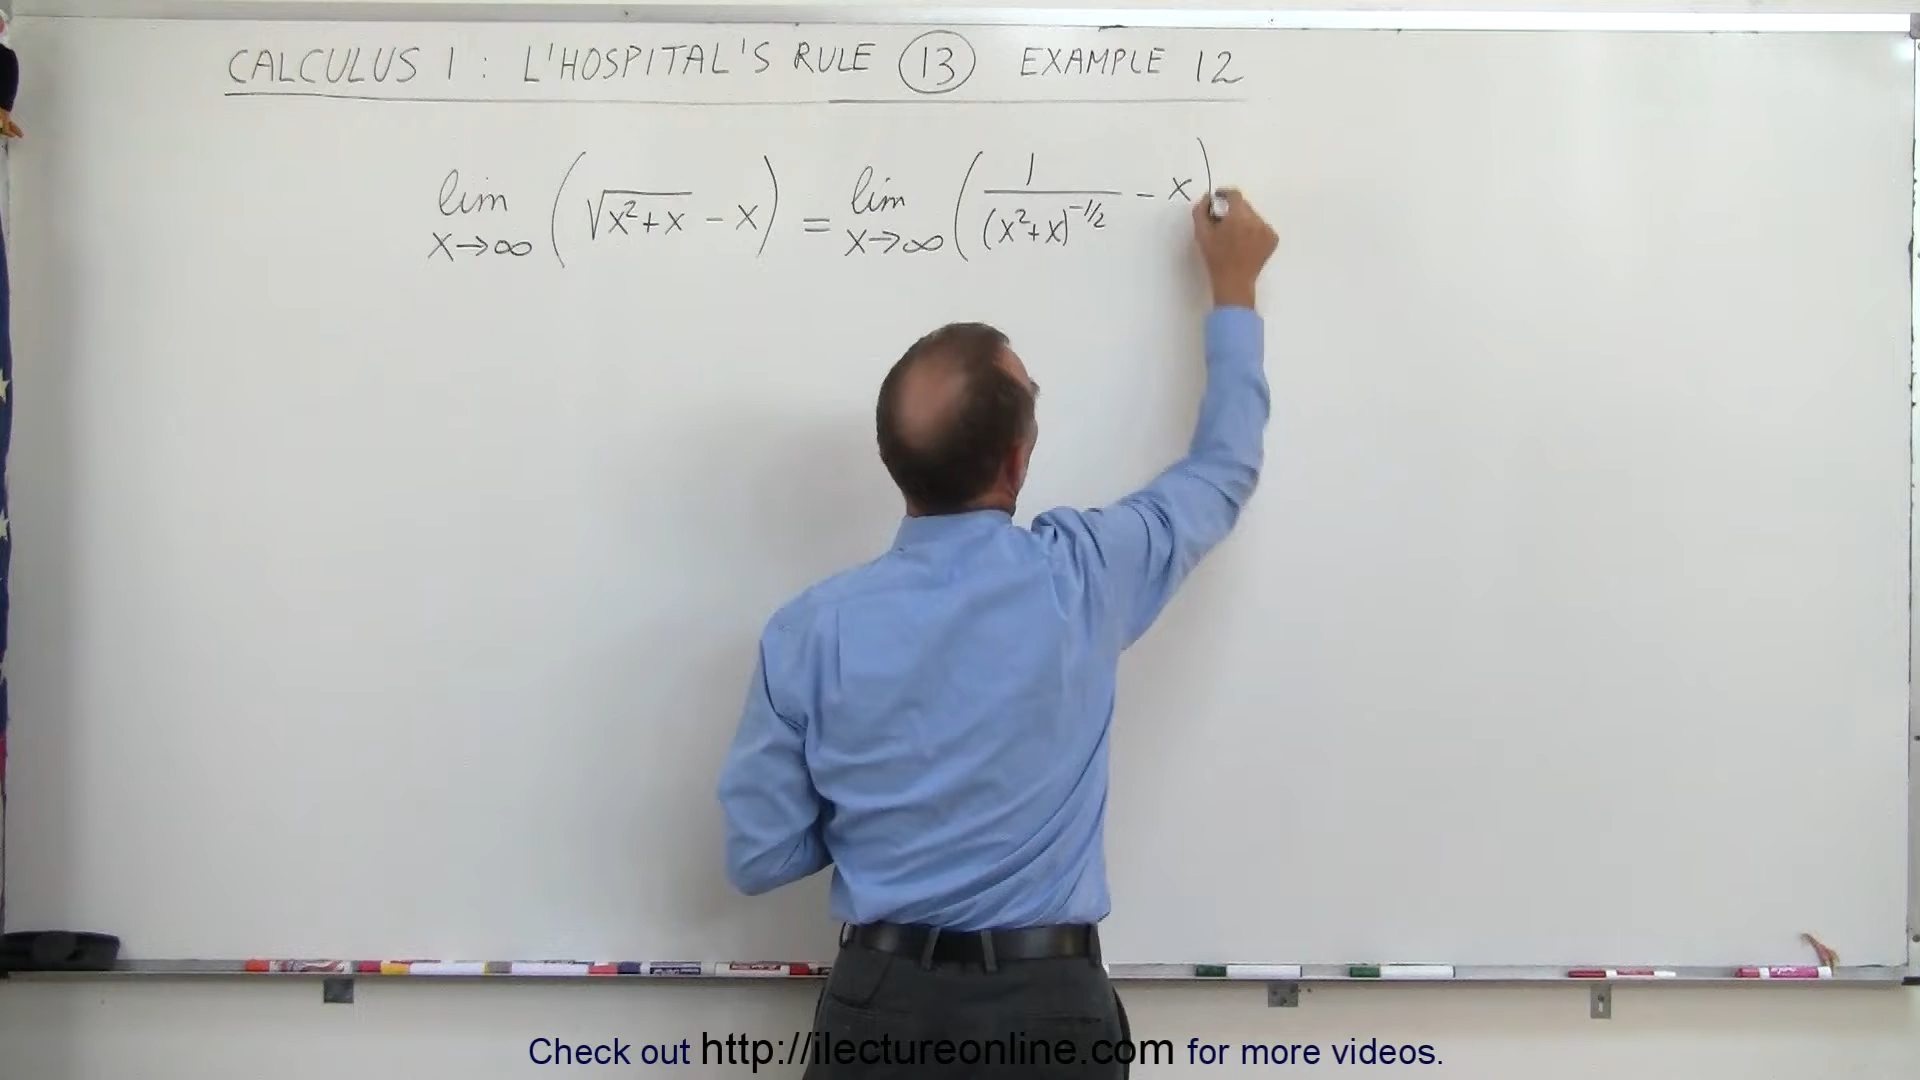 CALCULUS 1 : L'HOSPITAL'S RULE 13 EXAMPLE 12
lim x→∞ (√x²+x - x) = lim x→∞ (1/(x²+x)^-1/2 - x)
Check out http://ilectureonline.com for more videos.